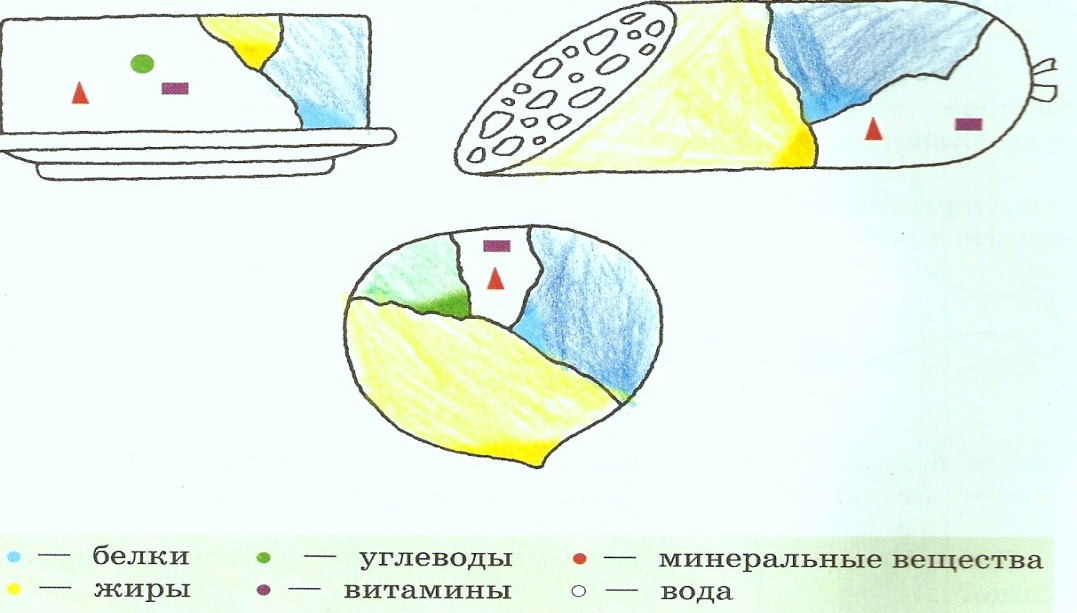 — белки — углеводы — минеральные вещества
— жиры — витамины — вода